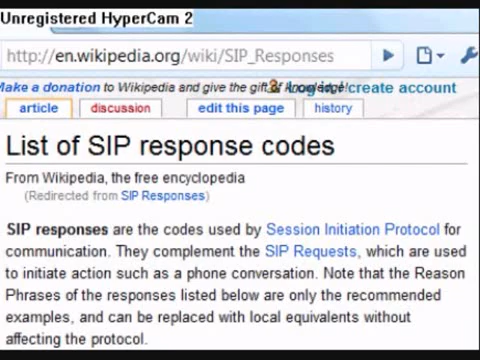 Unregistered HyperCam 2
http://en.wikipedia.org/wiki/SIP_Responses
Make a donation to Wikipedia and give the gift of knowledge!
Log in / create account
article discussion edit this page history
List of SIP response codes
From Wikipedia, the free encyclopedia
(Redirected from SIP Responses)
SIP responses are the codes used by Session Initiation Protocol for
communication. They complement the SIP Requests, which are used
to initiate action such as a phone conversation. Note that the Reason
Phrases of the responses listed below are only the recommended
examples, and can be replaced with local equivalents without
affecting the protocol.